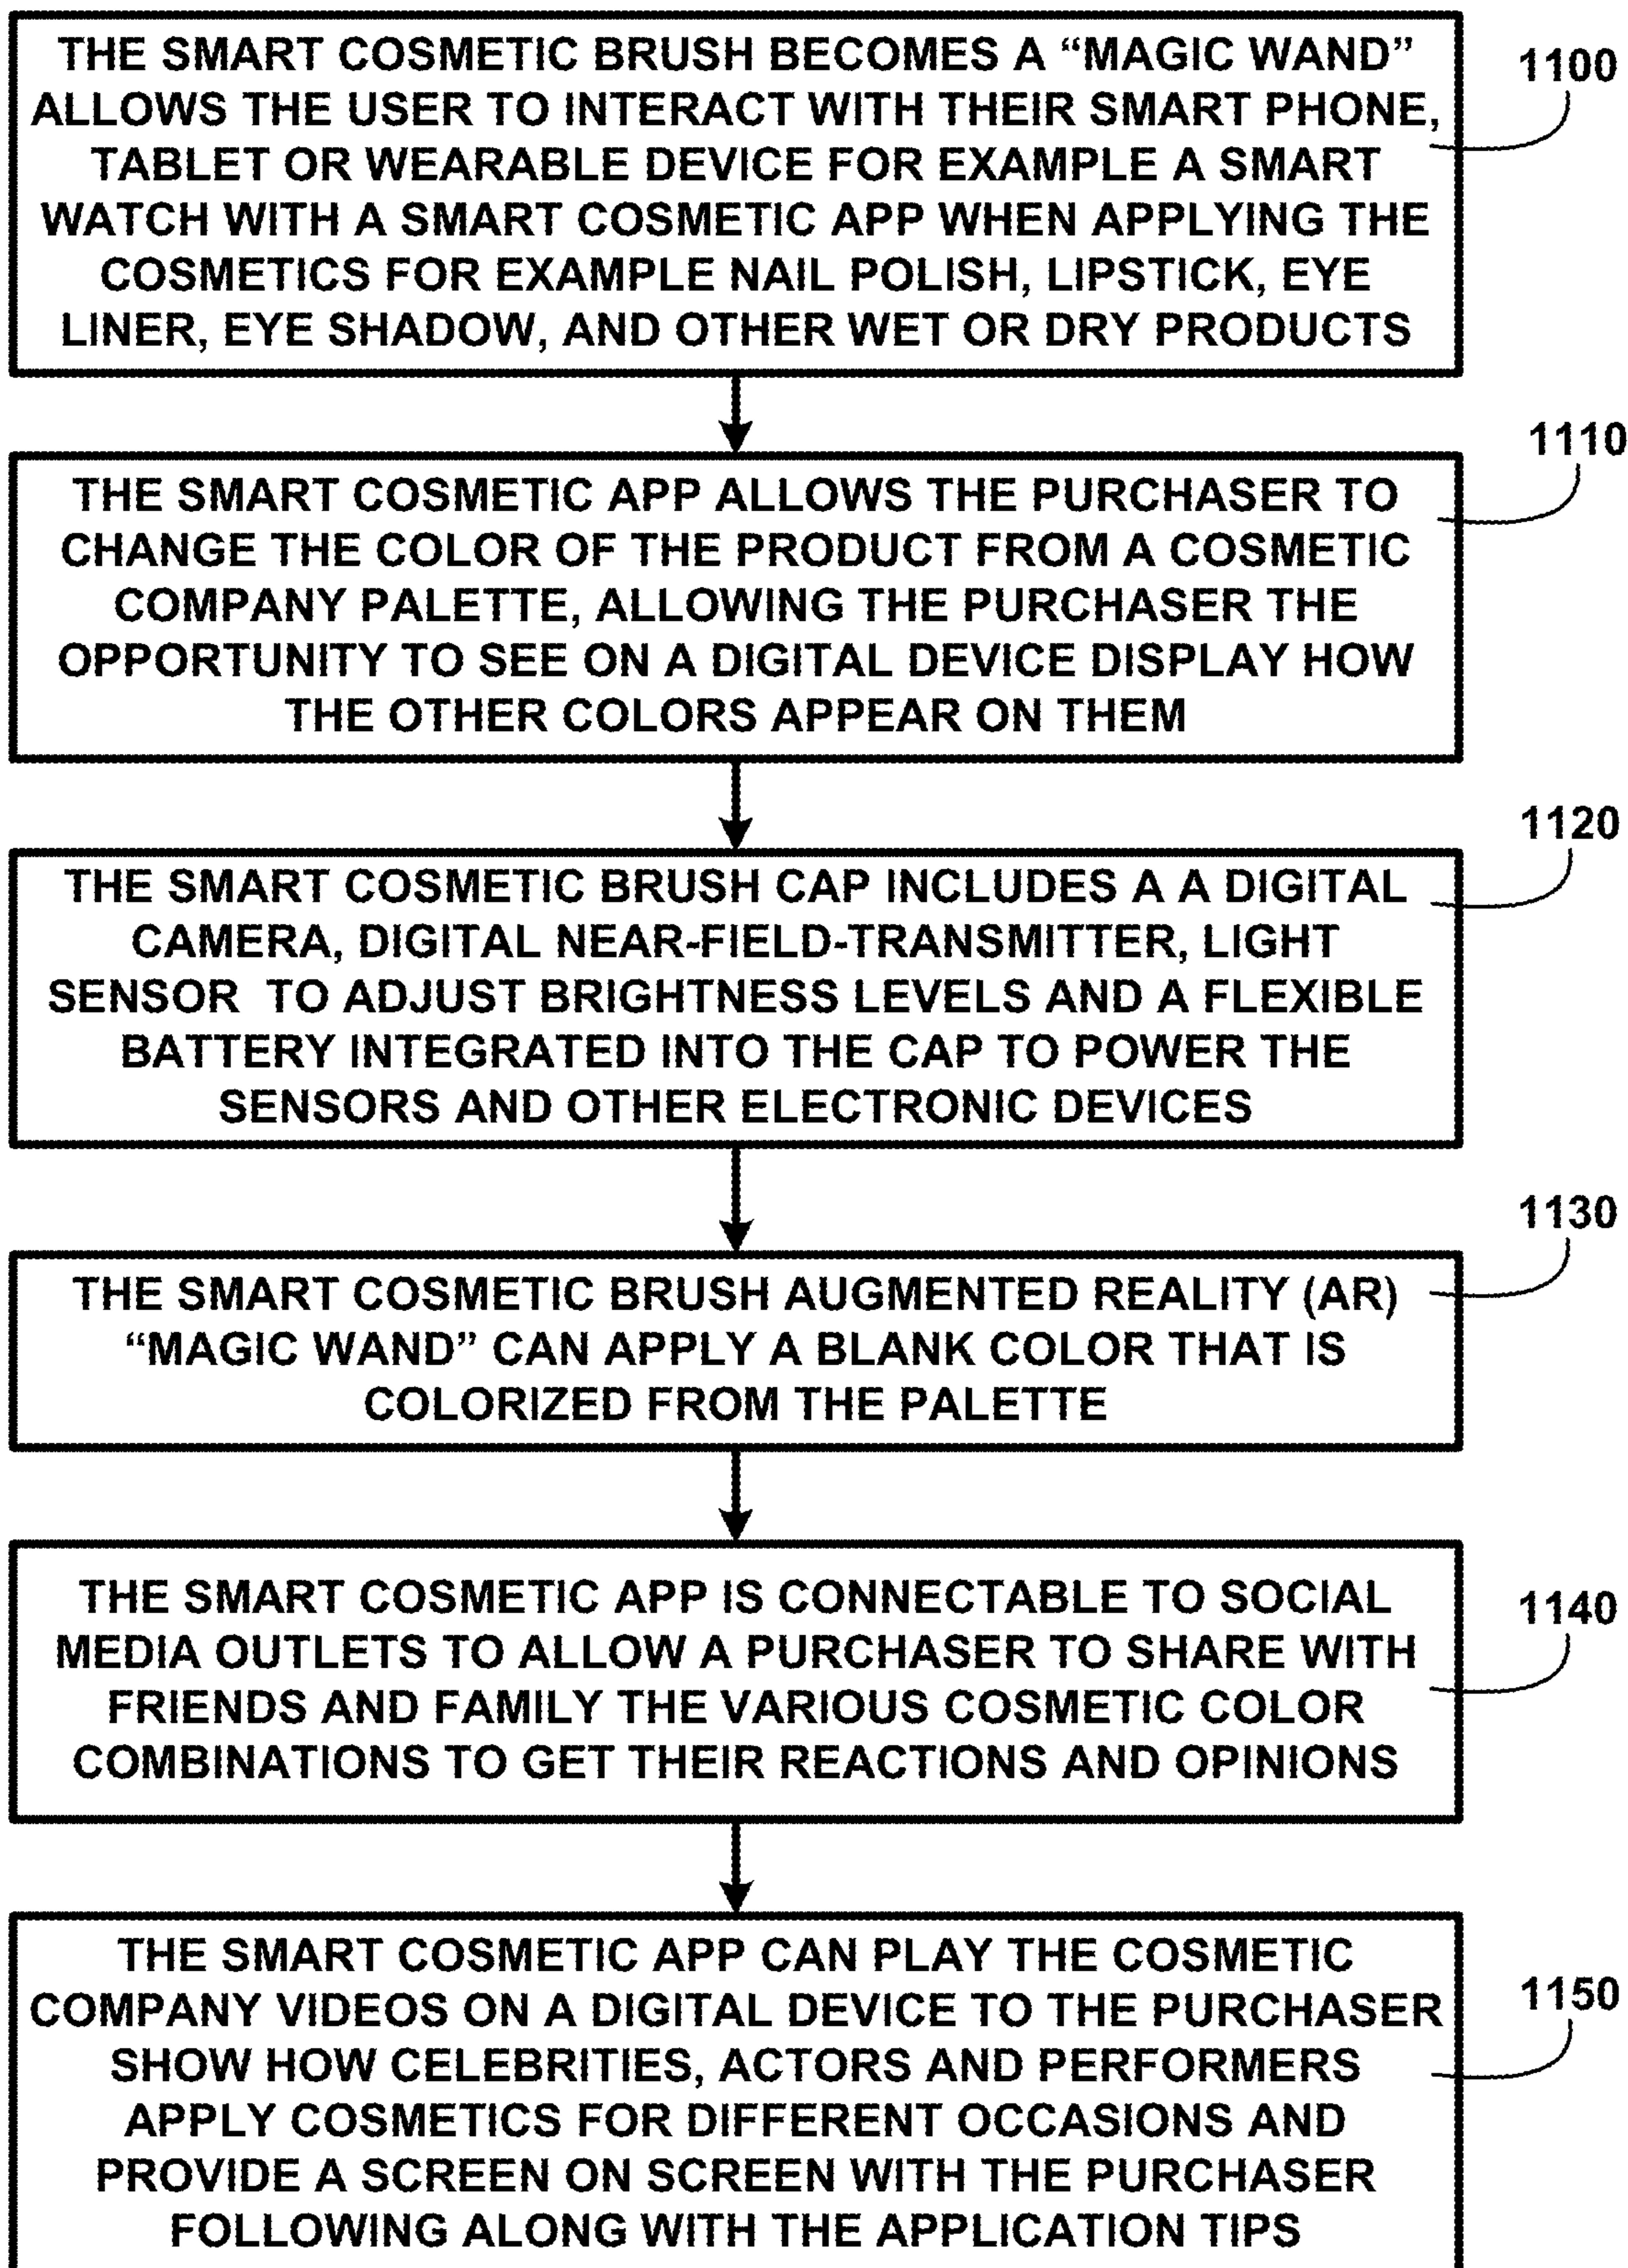 THE SMART COSMETIC BRUSH BECOMES A “MAGIC WAND”
ALLOWS THE USER TO INTERACT WITH THEIR SMART PHONE,
TABLET OR WEARABLE DEVICE FOR EXAMPLE A SMART
WATCH WITH A SMART COSMETIC APP WHEN APPLYING THE
COSMETICS FOR EXAMPLE NAIL POLISH, LIPSTICK, EYE
LINER, EYE SHADOW, AND OTHER WET OR DRY PRODUCTS
1100
THE SMART COSMETIC APP ALLOWS THE PURCHASER TO
CHANGE THE COLOR OF THE PRODUCT FROM A COSMETIC
COMPANY PALETTE, ALLOWING THE PURCHASER THE
OPPORTUNITY TO SEE ON A DIGITAL DEVICE DISPLAY HOW
THE OTHER COLORS APPEAR ON THEM
1110
THE SMART COSMETIC BRUSH CAP INCLUDES A A DIGITAL
CAMERA, DIGITAL NEAR-FIELD-TRANSMITTER, LIGHT
SENSOR TO ADJUST BRIGHTNESS LEVELS AND A FLEXIBLE
BATTERY INTEGRATED INTO THE CAP TO POWER THE
SENSORS AND OTHER ELECTRONIC DEVICES
1120
THE SMART COSMETIC BRUSH AUGMENTED REALITY (AR)
“MAGIC WAND” CAN APPLY A BLANK COLOR THAT IS
COLORIZED FROM THE PALETTE
1130
THE SMART COSMETIC APP IS CONNECTABLE TO SOCIAL
MEDIA OUTLETS TO ALLOW A PURCHASER TO SHARE WITH
FRIENDS AND FAMILY THE VARIOUS COSMETIC COLOR
COMBINATIONS TO GET THEIR REACTIONS AND OPINIONS
1140
THE SMART COSMETIC APP CAN PLAY THE COSMETIC
COMPANY VIDEOS ON A DIGITAL DEVICE TO THE PURCHASER
SHOW HOW CELEBRITIES, ACTORS AND PERFORMERS
APPLY COSMETICS FOR DIFFERENT OCCASIONS AND
PROVIDE A SCREEN ON SCREEN WITH THE PURCHASER
FOLLOWING ALONG WITH THE APPLICATION TIPS
1150